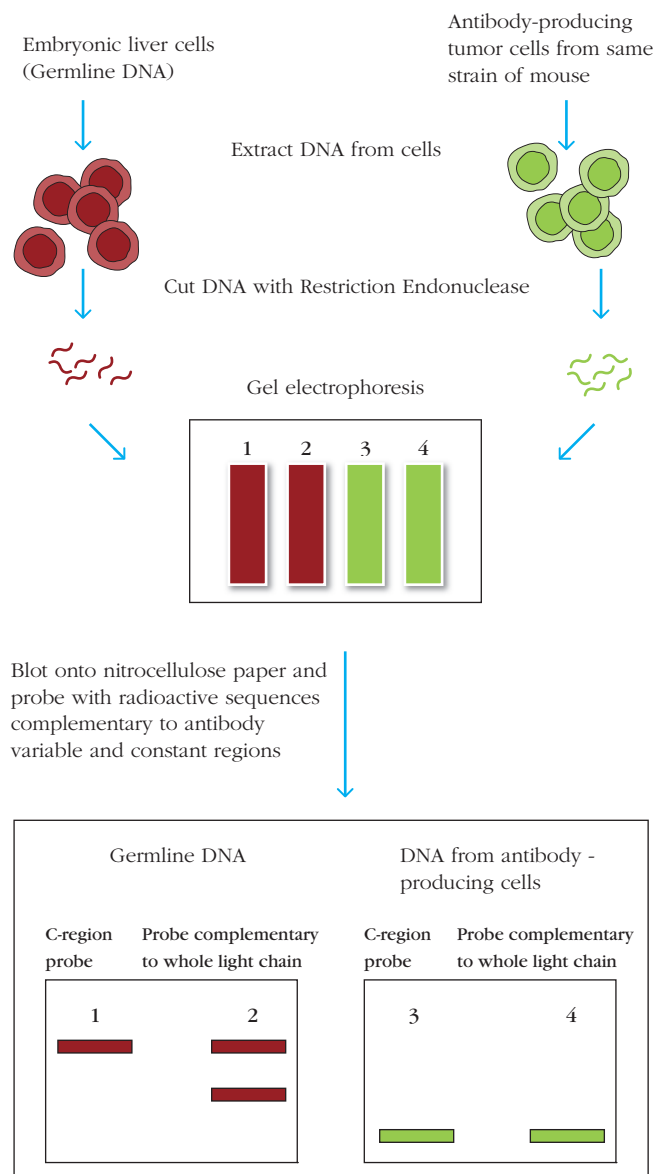 Embryonic liver cells
(Germline DNA)
Antibody-producing
tumor cells from same
strain of mouse
Extract DNA from cells
Cut DNA with Restriction Endonuclease
Gel electrophoresis
1 2 3 4
Blot onto nitrocellulose paper and
probe with radioactive sequences
complementary to antibody
variable and constant regions
Germline DNA
DNA from antibody -
producing cells
C-region
probe
Probe complementary
to whole light chain
C-region
probe
Probe complementary
to whole light chain
1 2
3 4